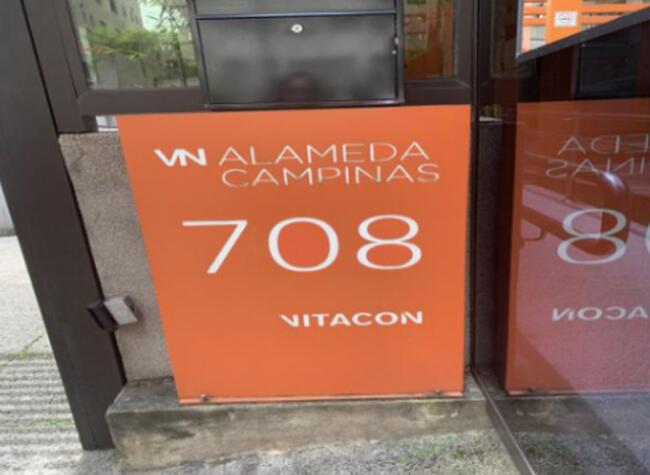 VN ALAMEDA
CAMPINAS
708
VITACON